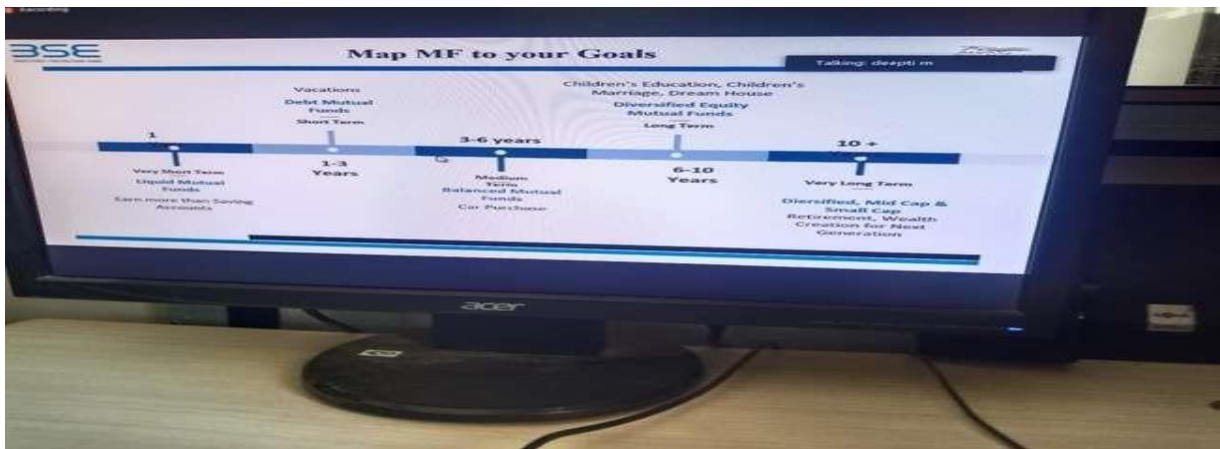 Recording
BSE
Map MF to your Goals
Talking: deepti m
Vacations
Debt Mutual
Funds
Short Term
Children's Education, Children's
Marriage, Dream House
Diversified Equity
Mutual Funds
Long Term
1
3-6 years
10 +
Very Short Term
Liquid Mutual
Funds
Earn more than Saving
Accounts
1-3
Years
Medium
Term
Balanced Mutual
Funds
Car Purchase
6-10
Years
Very Long Term
Diersified, Mid Cap &
Small Cap
Retirement, Wealth
Creation for Next
Generation
acer